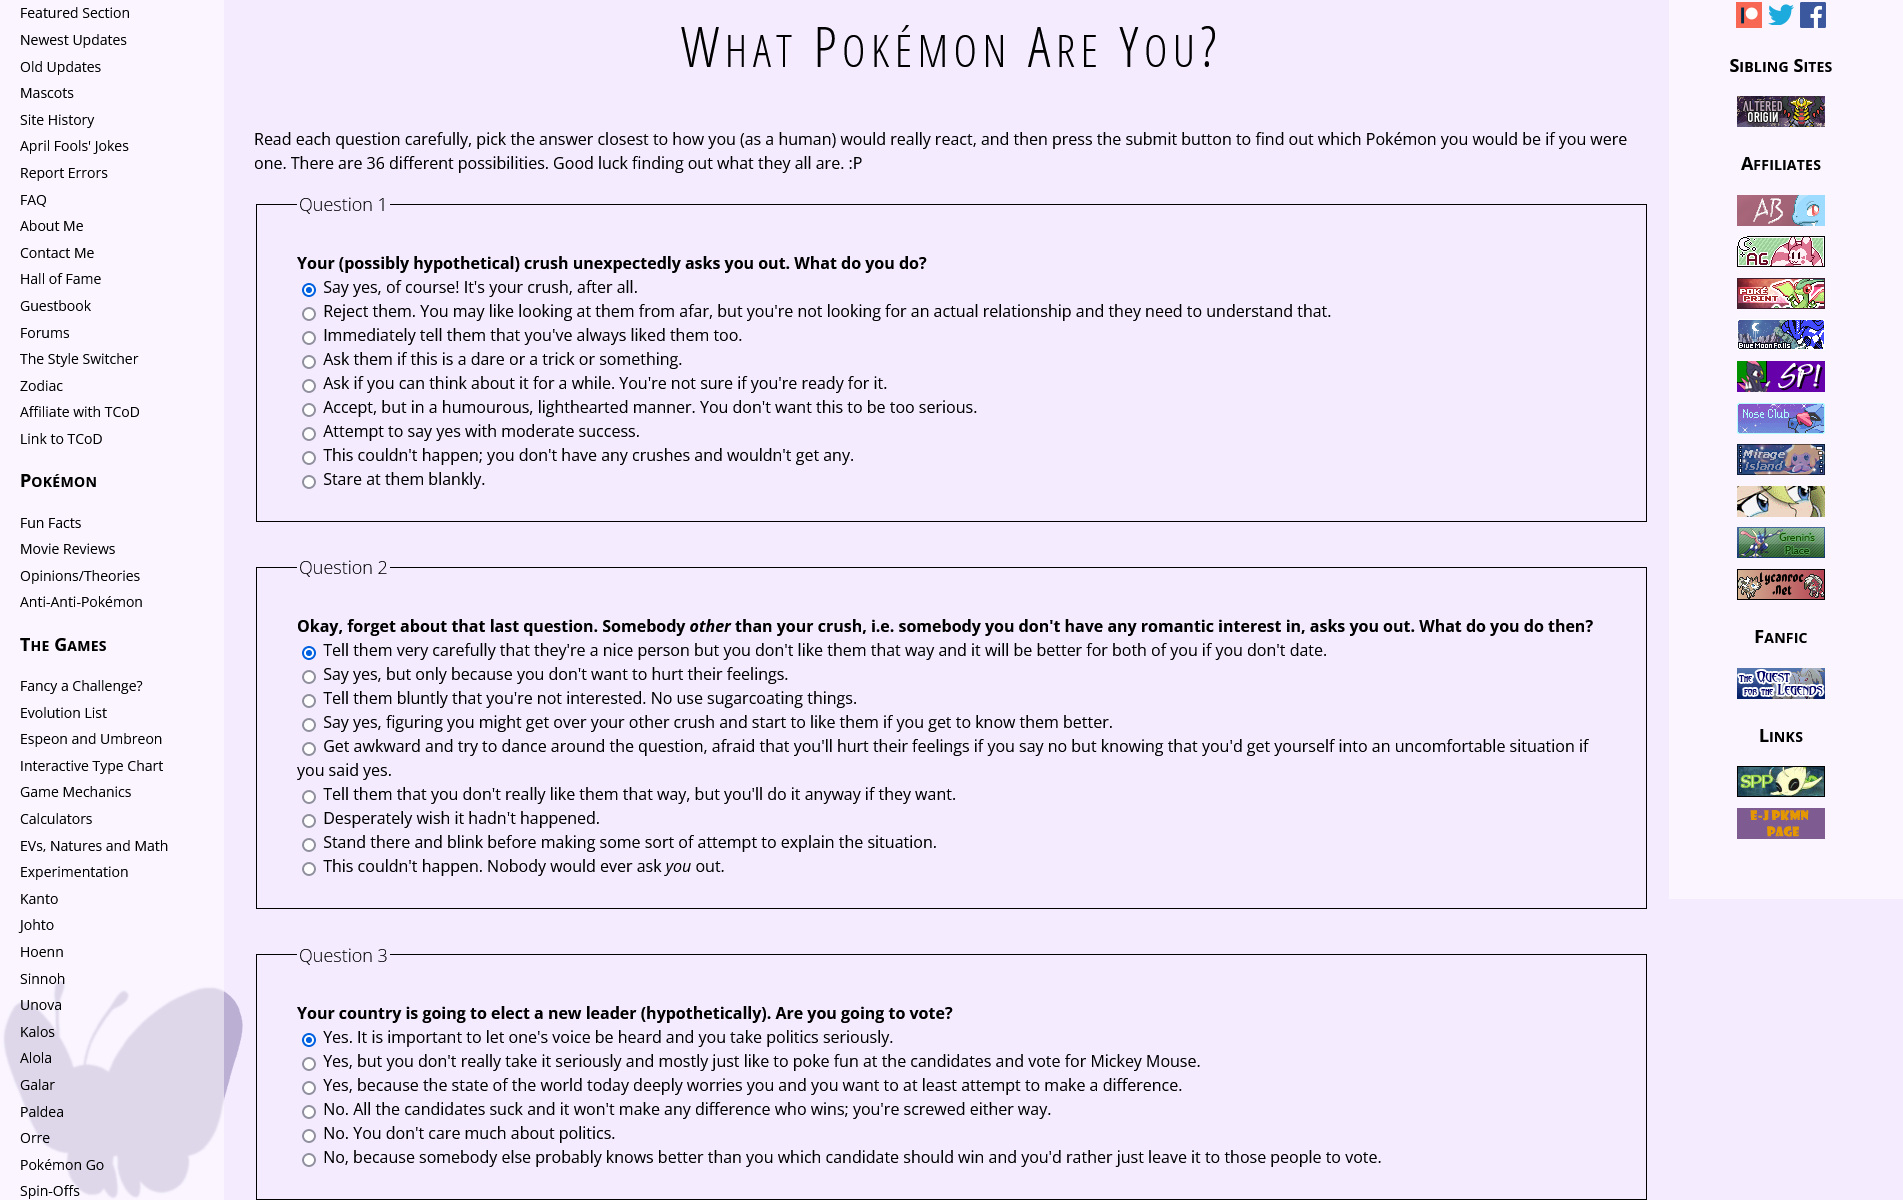 Featured Section
Newest Updates
Old Updates
Mascots
Site History
April Fools' Jokes
Report Errors
FAQ
About Me
Contact Me
Hall of Fame
Guestbook
Forums
The Style Switcher
Zodiac
Affiliate with TCoD
Link to TCoD
Pokémon
Fun Facts
Movie Reviews
Opinions/Theories
Anti-Anti-Pokémon
The Games
Fancy a Challenge?
Evolution List
Espeon and Umbreon
Interactive Type Chart
Game Mechanics
Calculators
EVs, Natures and Math
Experimentation
Kanto
Johto
Hoenn
Sinnoh
Unova
Kalos
Alola
Galar
Paldea
Orre
Pokémon Go
Spin-Offs
What Pokémon Are You?
Read each question carefully, pick the answer closest to how you (as a human) would really react, and then press the submit button to find out which Pokémon you would be if you were
one. There are 36 different possibilities. Good luck finding out what they all are. :P
Question 1
Your (possibly hypothetical) crush unexpectedly asks you out. What do you do?
Say yes, of course! It's your crush, after all.
Reject them. You may like looking at them from afar, but you're not looking for an actual relationship and they need to understand that.
Immediately tell them that you've always liked them too.
Ask them if this is a dare or a trick or something.
Ask if you can think about it for a while. You're not sure if you're ready for it.
Accept, but in a humourous, lighthearted manner. You don't want this to be too serious.
Attempt to say yes with moderate success.
This couldn't happen; you don't have any crushes and wouldn't get any.
Stare at them blankly.
Question 2
Okay, forget about that last question. Somebody other than your crush, i.e. somebody you don't have any romantic interest in, asks you out. What do you do then?
Tell them very carefully that they're a nice person but you don't like them that way and it will be better for both of you if you don't date.
Say yes, but only because you don't want to hurt their feelings.
Tell them bluntly that you're not interested. No use sugarcoating things.
Say yes, figuring you might get over your other crush and start to like them if you get to know them better.
Get awkward and try to dance around the question, afraid that you'll hurt their feelings if you say no but knowing that you'd get yourself into an uncomfortable situation if
you said yes.
Tell them that you don't really like them that way, but you'll do it anyway if they want.
Desperately wish it hadn't happened.
Stand there and blink before making some sort of attempt to explain the situation.
This couldn't happen. Nobody would ever ask you out.
Question 3
Your country is going to elect a new leader (hypothetically). Are you going to vote?
Yes. It is important to let one's voice be heard and you take politics seriously.
Yes, but you don't really take it seriously and mostly just like to poke fun at the candidates and vote for Mickey Mouse.
Yes, because the state of the world today deeply worries you and you want to at least attempt to make a difference.
No. All the candidates suck and it won't make any difference who wins; you're screwed either way.
No. You don't care much about politics.
No, because somebody else probably knows better than you which candidate should win and you'd rather just leave it to those people to vote.
Sibling Sites
ALTERED
ORIGIN
Affiliates
AB
C.
AG
POKÉ
PRINT
Blue Moon Falls
SP!
Nose Club
Mirage
Island
Grenin's
Place
Lycanroc
.Net
Fanfic
THE QUEST
FOR THE LEGENDS
Links
SPP
E-J PKMN
PAGE